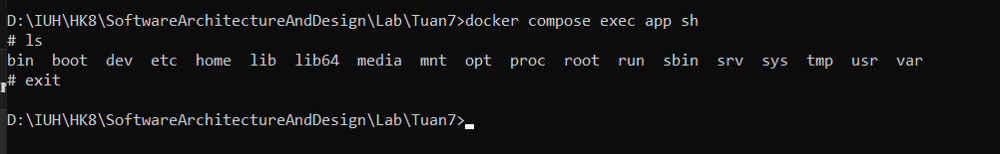 D:\IUH\HK8\SoftwareArchitectureAndDesign\Lab\Tuan7>docker compose exec app sh
# ls
bin  boot  dev  etc  home  lib  lib64  media  mnt  opt  proc  root  run  sbin  srv  sys  tmp  usr  var
# exit
D:\IUH\HK8\SoftwareArchitectureAndDesign\Lab\Tuan7>